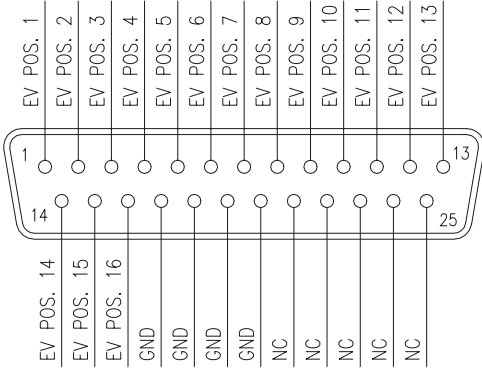 EV POS. 1
EV POS. 2
EV POS. 3
EV POS. 4
EV POS. 5
EV POS. 6
EV POS. 7
EV POS. 8
EV POS. 9
EV POS. 10
EV POS. 11
EV POS. 12
EV POS. 13
1
13
14
25
EV POS. 14
EV POS. 15
EV POS. 16
GND
GND
GND
GND
NC
NC
NC
NC
NC